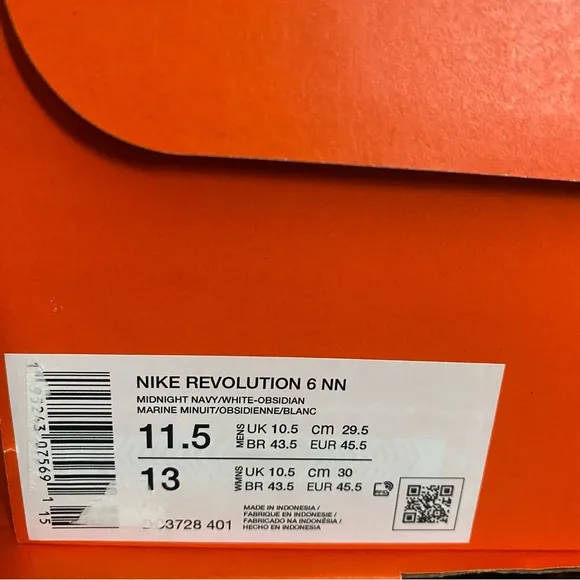 NIKE REVOLUTION 6 NN
MIDNIGHT NAVY/WHITE-OBSIDIAN
MARINE MINUIT/OBSIDIENNE/BLANC
11.5 MENS UK 10.5 CM 29.5
BR 43.5 EUR 45.5
13 WMNS UK 10.5 CM 30
BR 43.5 EUR 45.5
MADE IN INDONESIA/
FABRIQUE EN INDONESIE/
FABRICADO NA INDONÉSIA/
HECHO EN INDONESIA
3728 401